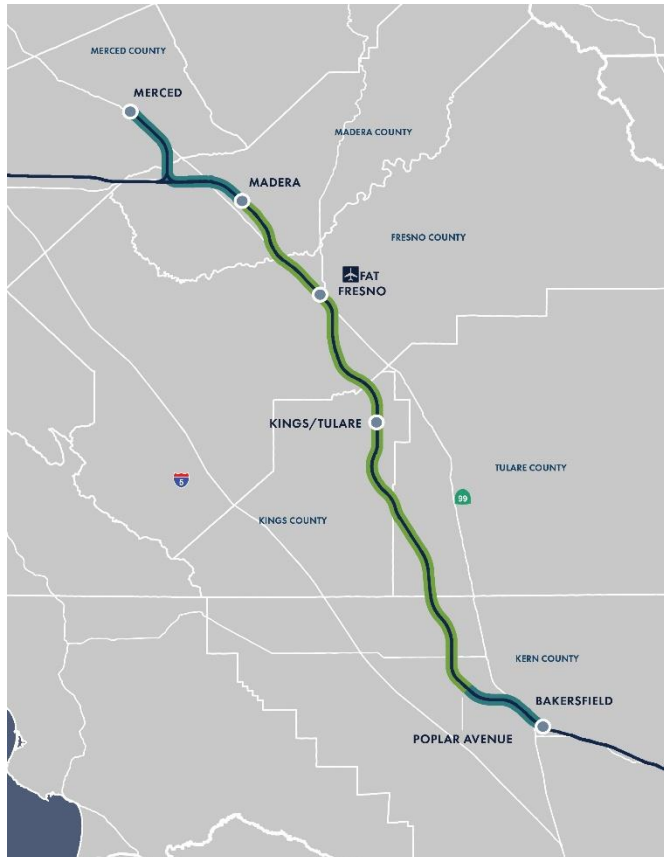 MERCED COUNTY
MERCED
MADERA COUNTY
MADERA
FRESNO COUNTY
FAT
FRESNO
KINGS/TULARE
TULARE COUNTY
5
99
KINGS COUNTY
KERN COUNTY
BAKERSFIELD
POPLAR AVENUE